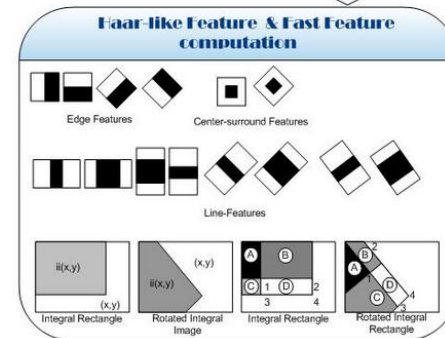 Haar-like Feature & Fast Feature
computation
Edge Features
Center-surround Features
Line-Features
ii(x,y)
(x,y)
Integral Rectangle
ii(x,y)
(x,y)
Rotated Integral
Image
A
B
C
1
D
2
3
4
Integral Rectangle
B
2
A
1
D
C
4
3
Rotated Integral
Rectangle